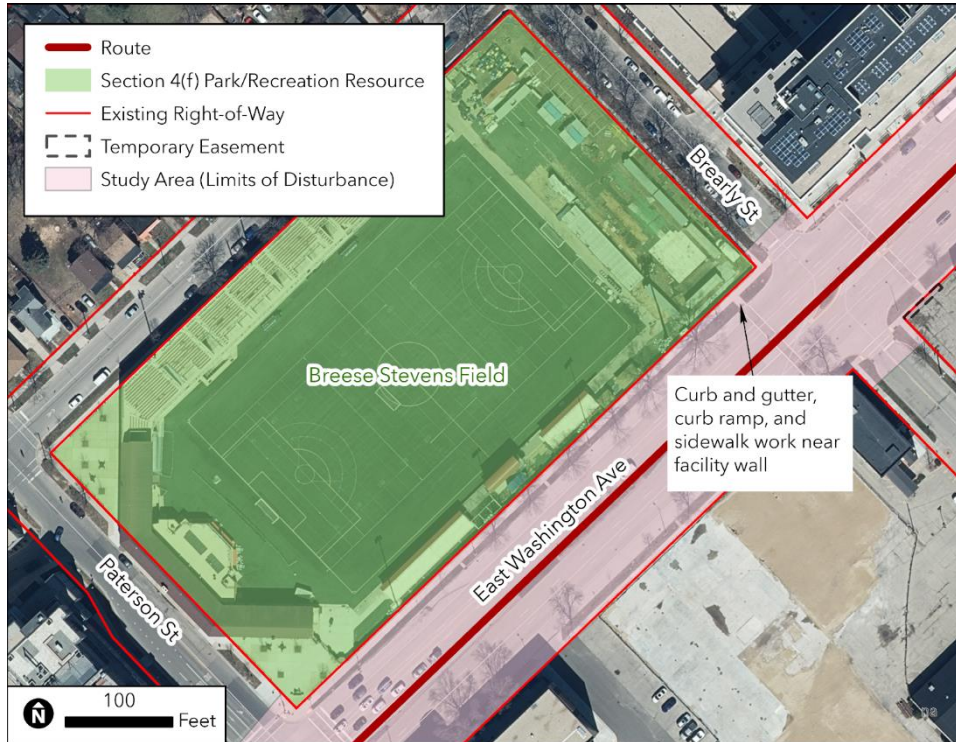 Route
Section 4(f) Park/Recreation Resource
Existing Right-of-Way
Temporary Easement
Study Area (Limits of Disturbance)
Brearly St
Breese Stevens Field
Curb and gutter,
curb ramp, and
sidewalk work near
facility wall
East Washington Ave
Paterson St
N
100
Feet